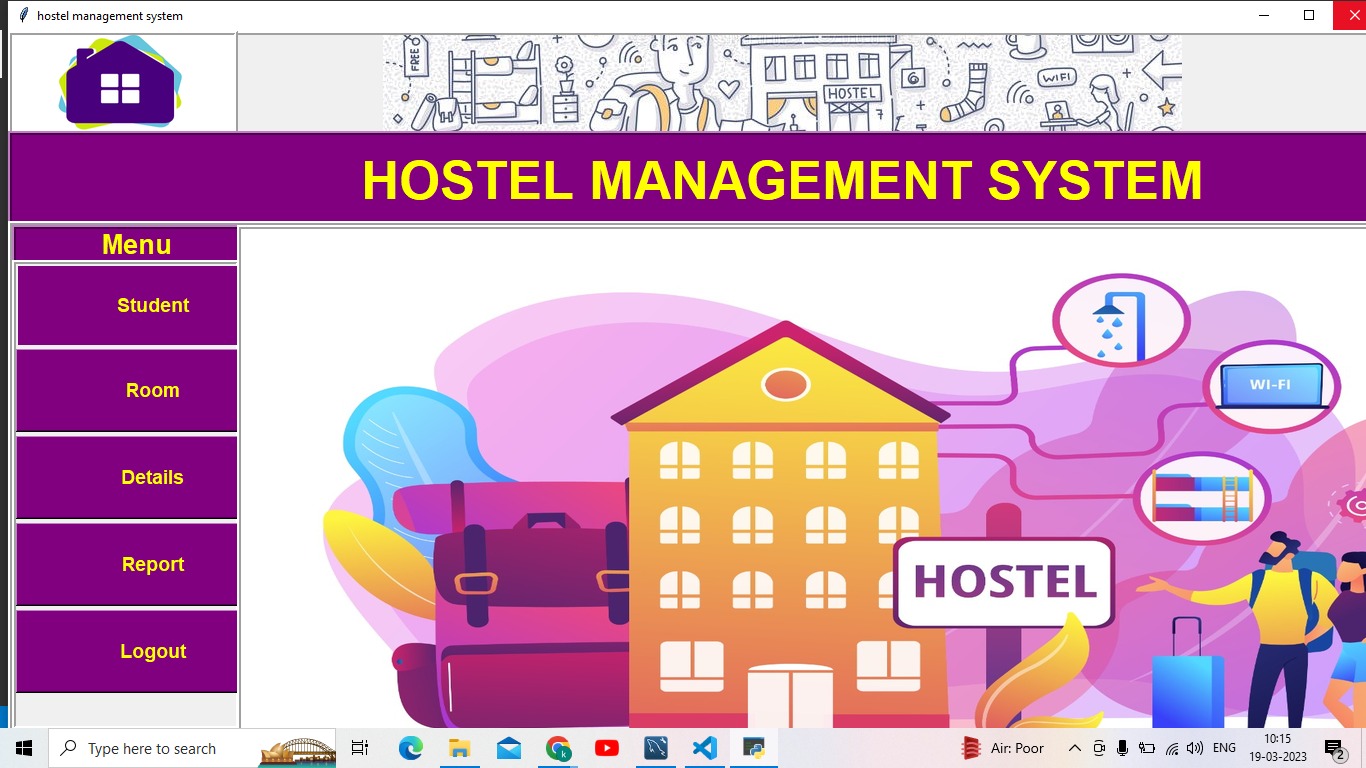 hostel management system
FREE
HOSTEL
7
WIFI
HOSTEL MANAGEMENT SYSTEM
Menu
Student
Room
Details
Report
Logout
WI-FI
HOSTEL
Type here to search
Air: Poor
ENG
10:15
19-03-2023
2